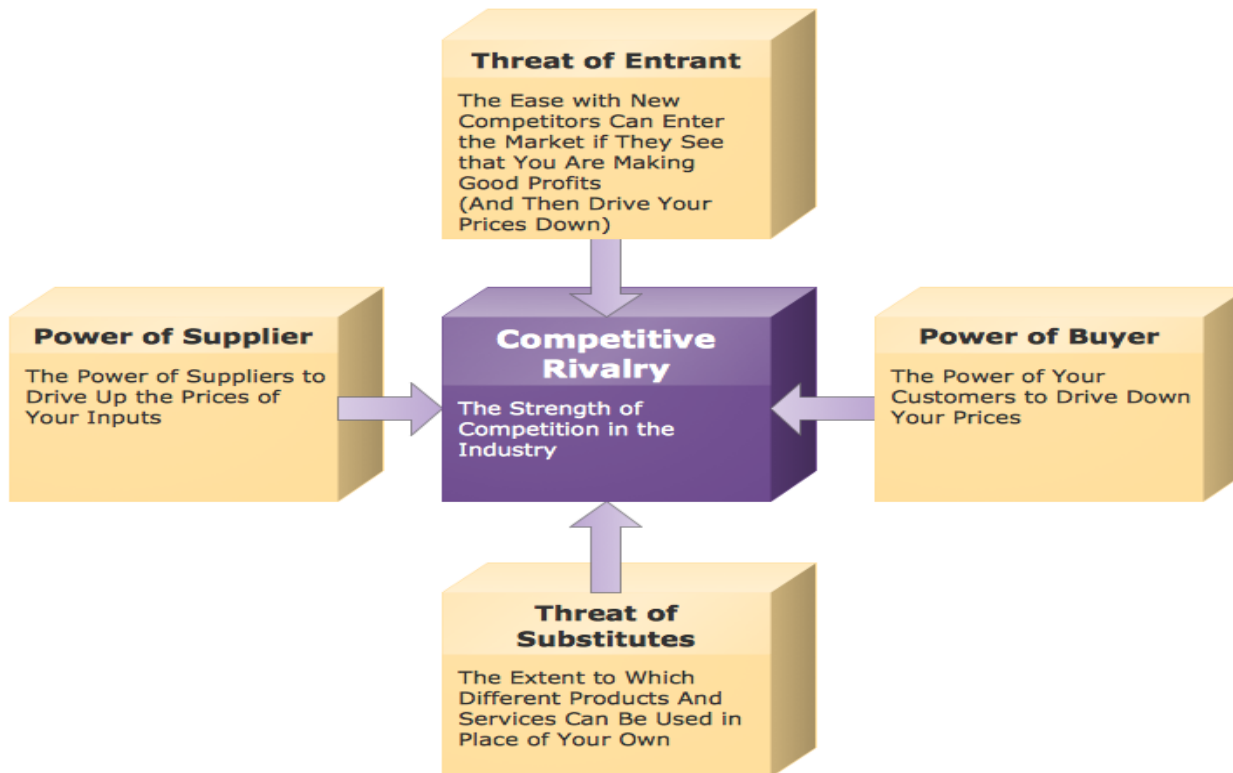 Threat of Entrant
The Ease with New
Competitors Can Enter
the Market if They See
that You Are Making
Good Profits
(And Then Drive Your
Prices Down)
Power of Supplier
The Power of Suppliers to
Drive Up the Prices of
Your Inputs
Competitive
Rivalry
The Strength of
Competition in the
Industry
Power of Buyer
The Power of Your
Customers to Drive Down
Your Prices
Threat of
Substitutes
The Extent to Which
Different Products And
Services Can Be Used in
Place of Your Own